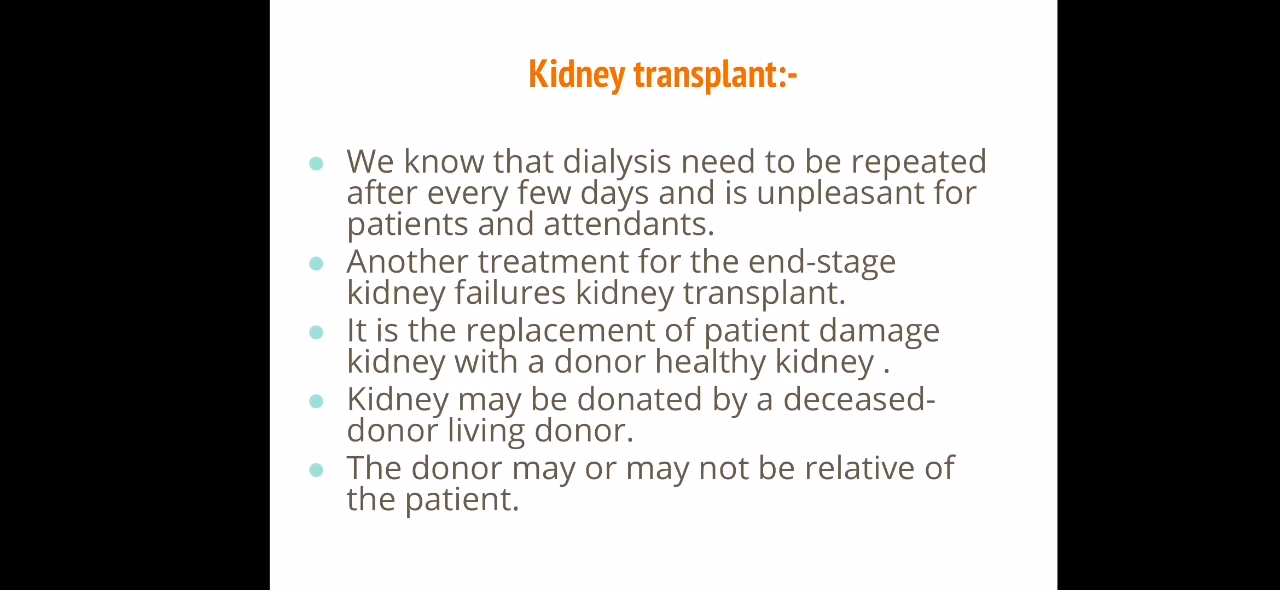 Kidney transplant:-
We know that dialysis need to be repeated
after every few days and is unpleasant for
patients and attendants.
Another treatment for the end-stage
kidney failures kidney transplant.
It is the replacement of patient damage
kidney with a donor healthy kidney .
Kidney may be donated by a deceased-
donor living donor.
The donor may or may not be relative of
the patient.